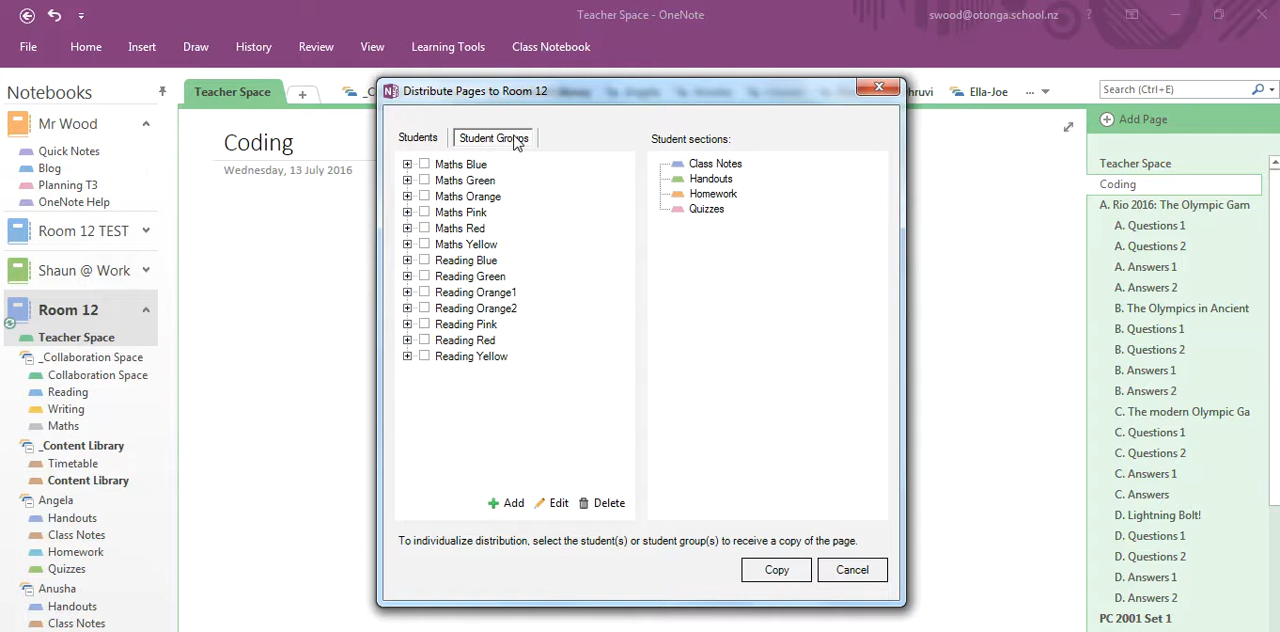 Teacher Space - OneNote
swood@otonga.school.nz
?
File Home Insert Draw History Review View Learning Tools Class Notebook
Notebooks
Mr Wood
Quick Notes
Blog
Planning T3
OneNote Help
Room 12 TEST
Shaun @ Work
Room 12
Teacher Space
_Collaboration Space
Collaboration Space
Reading
Writing
Maths
_Content Library
Timetable
Content Library
Angela
Handouts
Class Notes
Homework
Quizzes
Anusha
Handouts
Class Notes
Teacher Space + _C
hruvi Ella-Joe ...
Coding
Wednesday, 13 July 2016
Distribute Pages to Room 12
Students Student Groups
Maths Blue
Maths Green
Maths Orange
Maths Pink
Maths Red
Maths Yellow
Reading Blue
Reading Green
Reading Orange1
Reading Orange2
Reading Pink
Reading Red
Reading Yellow
Add Edit Delete
Student sections:
Class Notes
Handouts
Homework
Quizzes
To individualize distribution, select the student(s) or student group(s) to receive a copy of the page.
Copy Cancel
Search (Ctrl+E)
Add Page
Teacher Space
Coding
A. Rio 2016: The Olympic Gam
A. Questions 1
A. Questions 2
A. Answers 1
A. Answers 2
B. The Olympics in Ancient
B. Questions 1
B. Questions 2
B. Answers 1
B. Answers 2
C. The modern Olympic Ga
C. Questions 1
C. Questions 2
C. Answers 1
C. Answers
D. Lightning Bolt!
D. Questions 1
D. Questions 2
D. Answers 1
D. Answers 2
PC 2001 Set 1